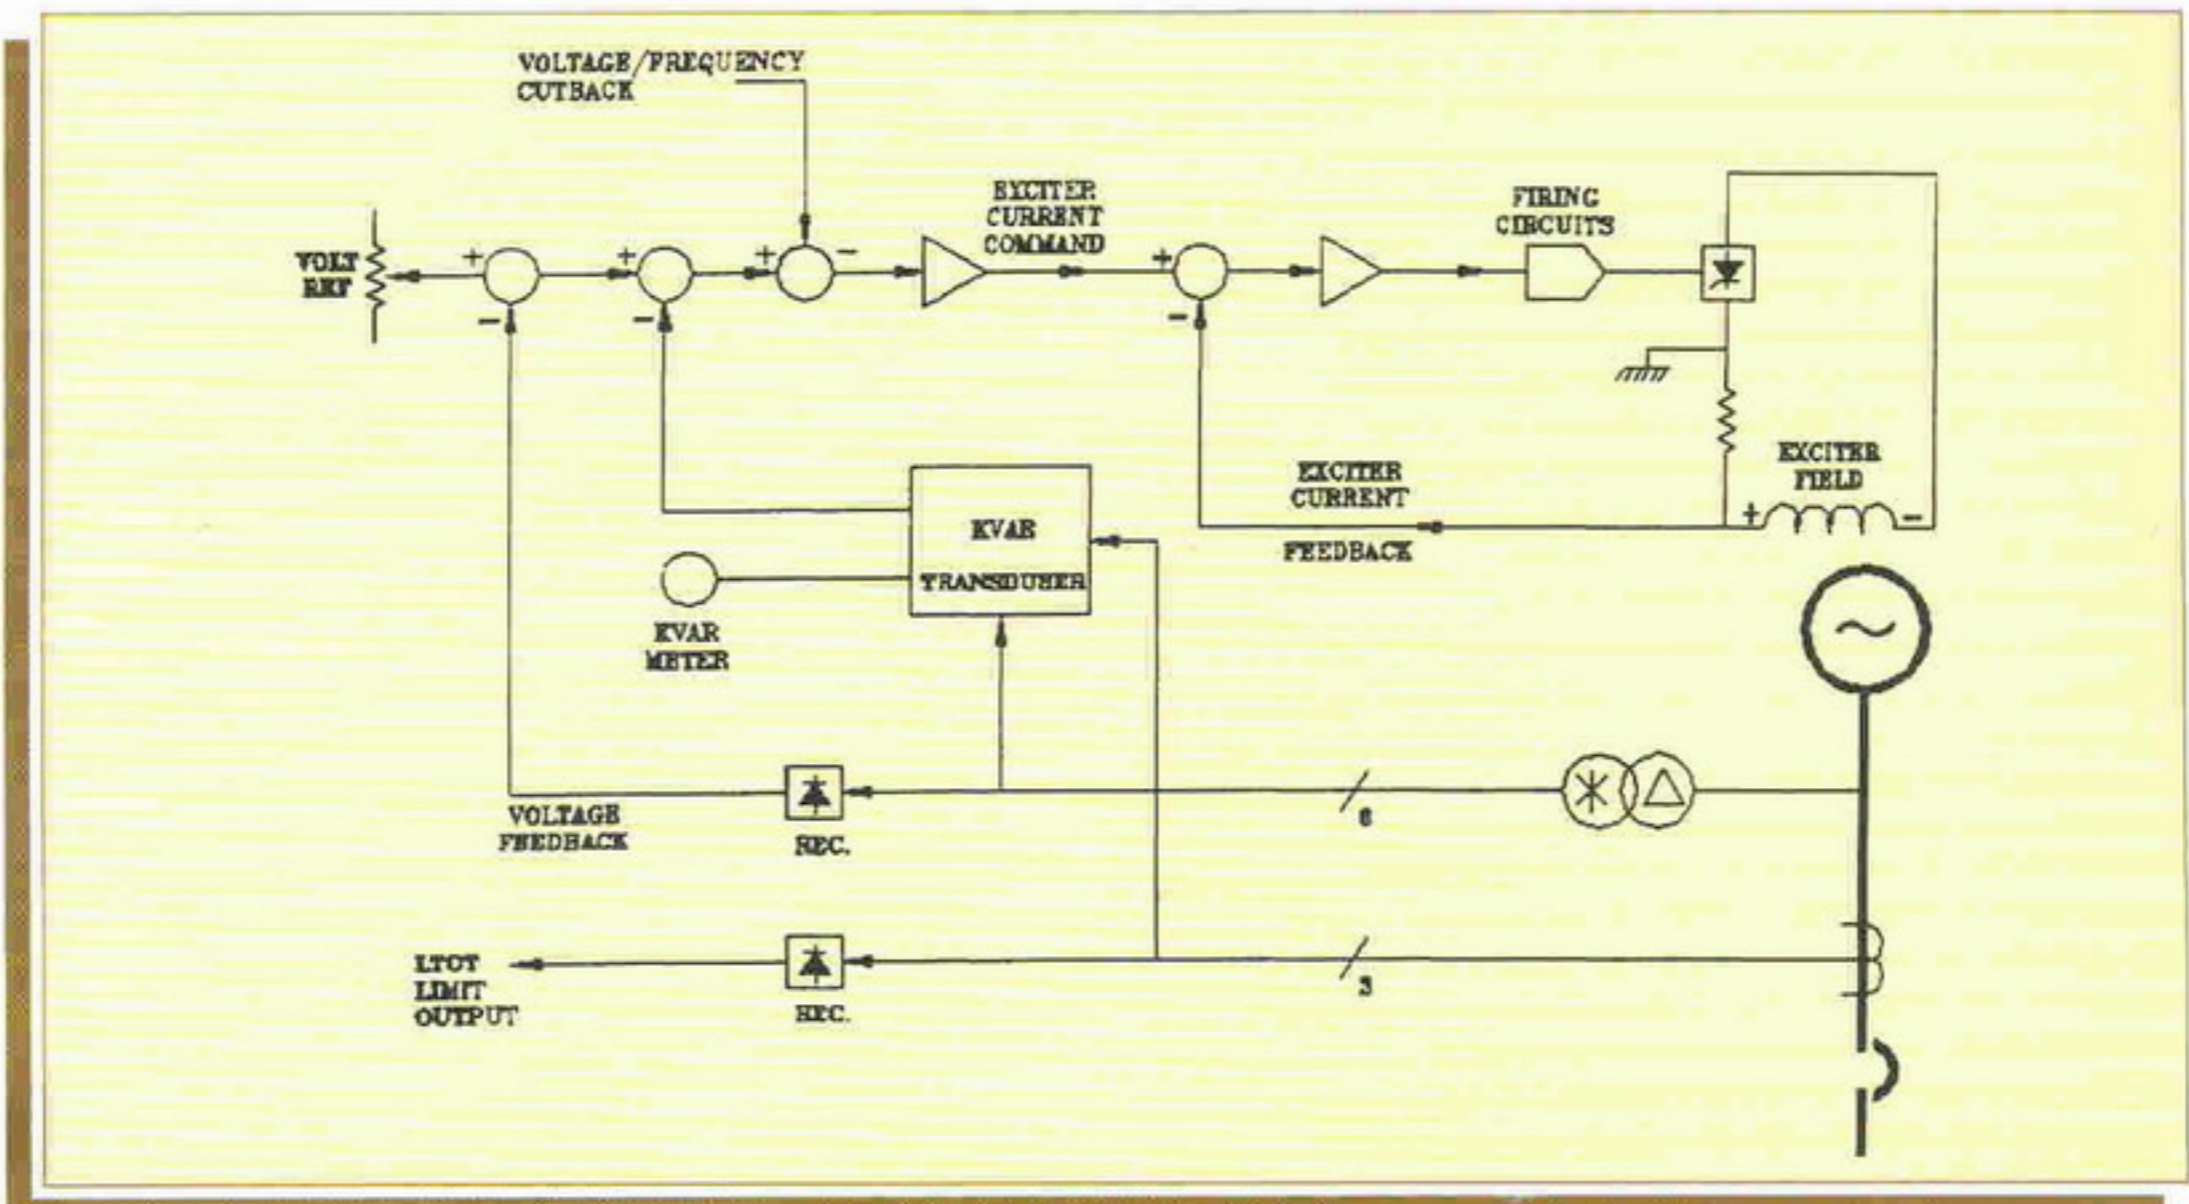 VOLTAGE/FREQUENCY
CUTBACK
EXCITER
CURRENT
COMMAND
FIRING
CIRCUITS
VOLT
REF
+
-
+
-
+
-
+
-
EXCITER
CURRENT
FEEDBACK
EXCITER
FIELD
+
-
KVAR
TRANSDUSER
KVAR
METER
VOLTAGE
FEEDBACK
REC.
6
LTOT
LIMIT
OUTPUT
REC.
3